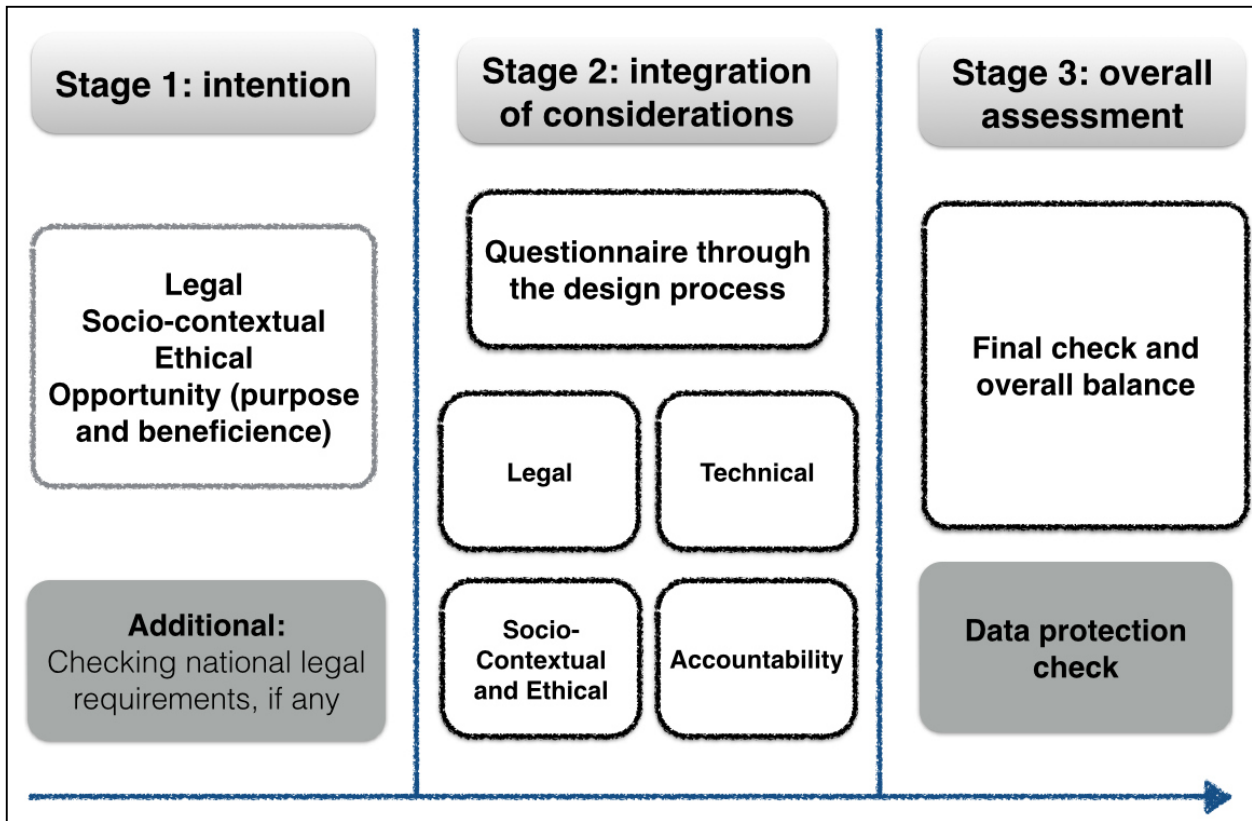 Stage 1: intention
Legal
Socio-contextual
Ethical
Opportunity (purpose
and beneficience)
Additional:
Checking national legal
requirements, if any
Stage 2: integration
of considerations
Questionnaire through
the design process
Legal
Technical
Socio-
Contextual
and Ethical
Accountability
Stage 3: overall
assessment
Final check and
overall balance
Data protection
check